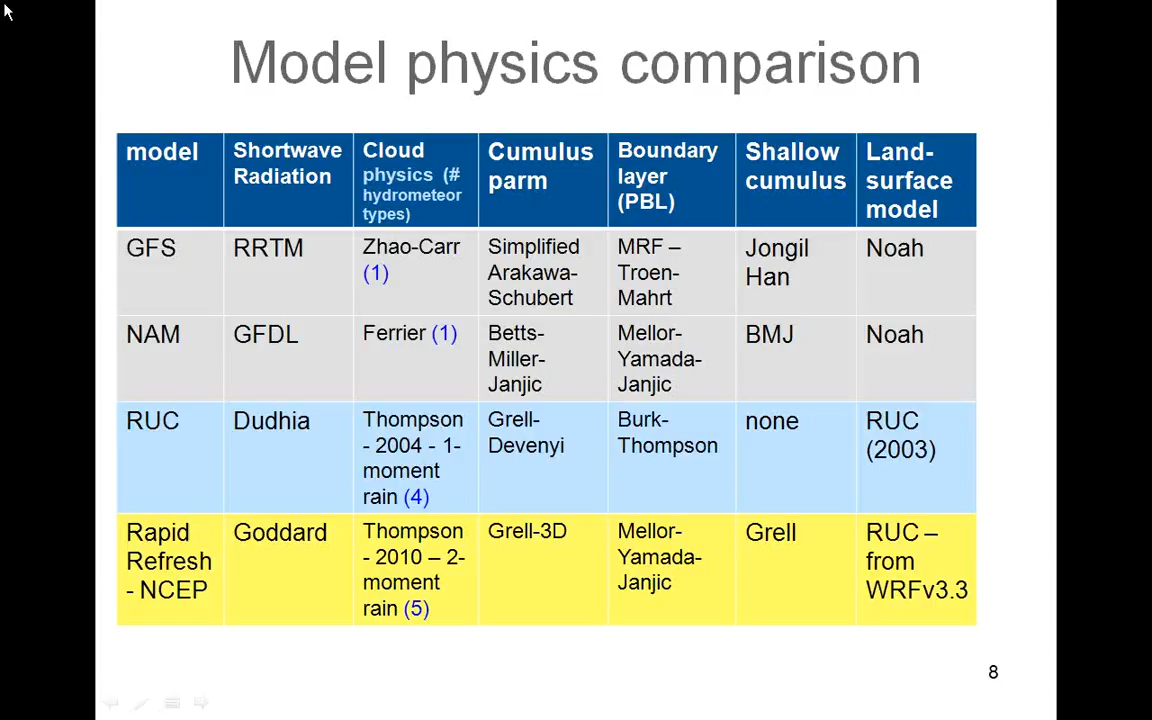 Model physics comparison
model
Shortwave
Radiation
Cloud
physics (#
hydrometeor
types)
Cumulus
parm
Boundary
layer
(PBL)
Shallow
cumulus
Land-
surface
model
GFS
RRTM
Zhao-Carr
(1)
Simplified
Arakawa-
Schubert
MRF –
Troen-
Mahrt
Jongil
Han
Noah
NAM
GFDL
Ferrier (1)
Betts-
Miller-
Janjic
Mellor-
Yamada-
Janjic
BMJ
Noah
RUC
Dudhia
Thompson
- 2004 - 1-
moment
rain (4)
Grell-
Devenyi
Burk-
Thompson
none
RUC
(2003)
Rapid
Refresh
- NCEP
Goddard
Thompson
- 2010 – 2-
moment
rain (5)
Grell-3D
Mellor-
Yamada-
Janjic
Grell
RUC –
from
WRFv3.3
8